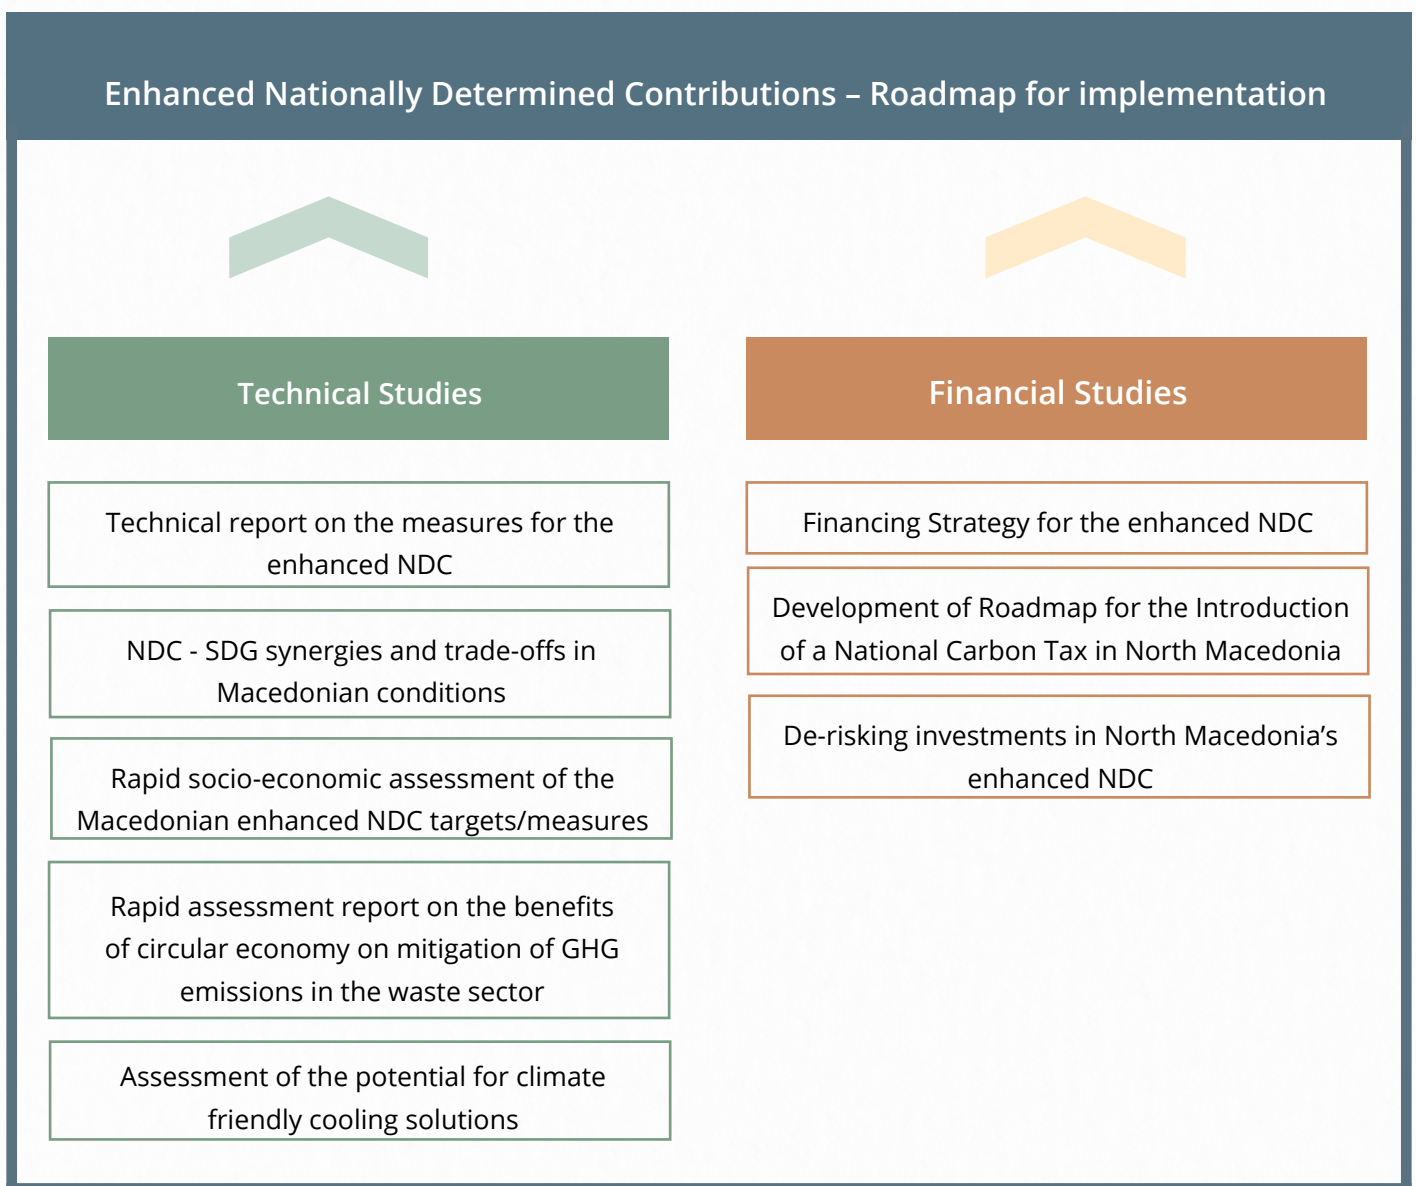 Enhanced Nationally Determined Contributions – Roadmap for implementation
Technical Studies
Technical report on the measures for the
enhanced NDC
NDC - SDG synergies and trade-offs in
Macedonian conditions
Rapid socio-economic assessment of the
Macedonian enhanced NDC targets/measures
Rapid assessment report on the benefits
of circular economy on mitigation of GHG
emissions in the waste sector
Assessment of the potential for climate
friendly cooling solutions
Financial Studies
Financing Strategy for the enhanced NDC
Development of Roadmap for the Introduction
of a National Carbon Tax in North Macedonia
De-risking investments in North Macedonia’s
enhanced NDC